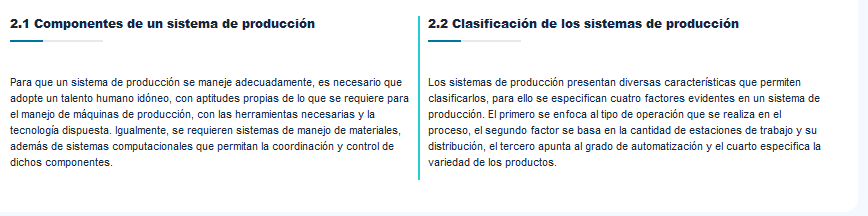 2.1 Componentes de un sistema de producción
Para que un sistema de producción se maneje adecuadamente, es necesario que
adopte un talento humano idóneo, con aptitudes propias de lo que se requiere para
el manejo de máquinas de producción, con las herramientas necesarias y la
tecnología dispuesta. Igualmente, se requieren sistemas de manejo de materiales,
además de sistemas computacionales que permitan la coordinación y control de
dichos componentes.
2.2 Clasificación de los sistemas de producción
Los sistemas de producción presentan diversas características que permiten
clasificarlos, para ello se especifican cuatro factores evidentes en un sistema de
producción. El primero se enfoca al tipo de operación que se realiza en el
proceso, el segundo factor se basa en la cantidad de estaciones de trabajo y su
distribución, el tercero apunta al grado de automatización y el cuarto especifica la
variedad de los productos.